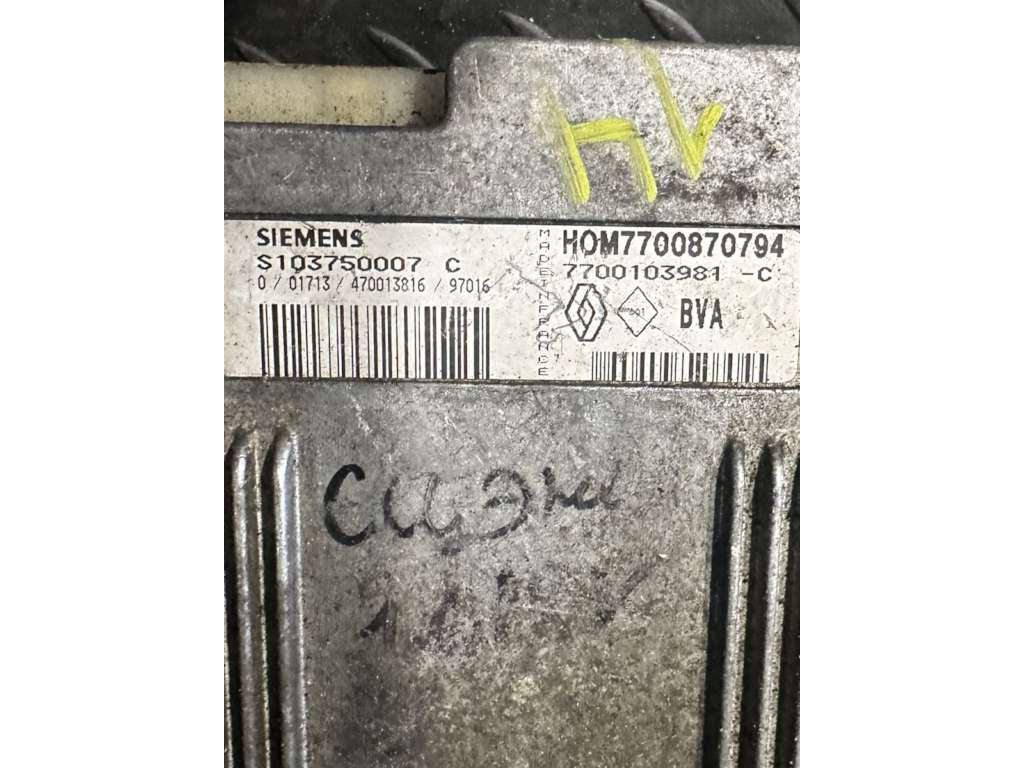 HV
SIEMENS
S103750007 C
0 / 01713 / 470013816 / 97016
MADE IN FRANCE
HOM7700870794
7700103981 -C
BVA